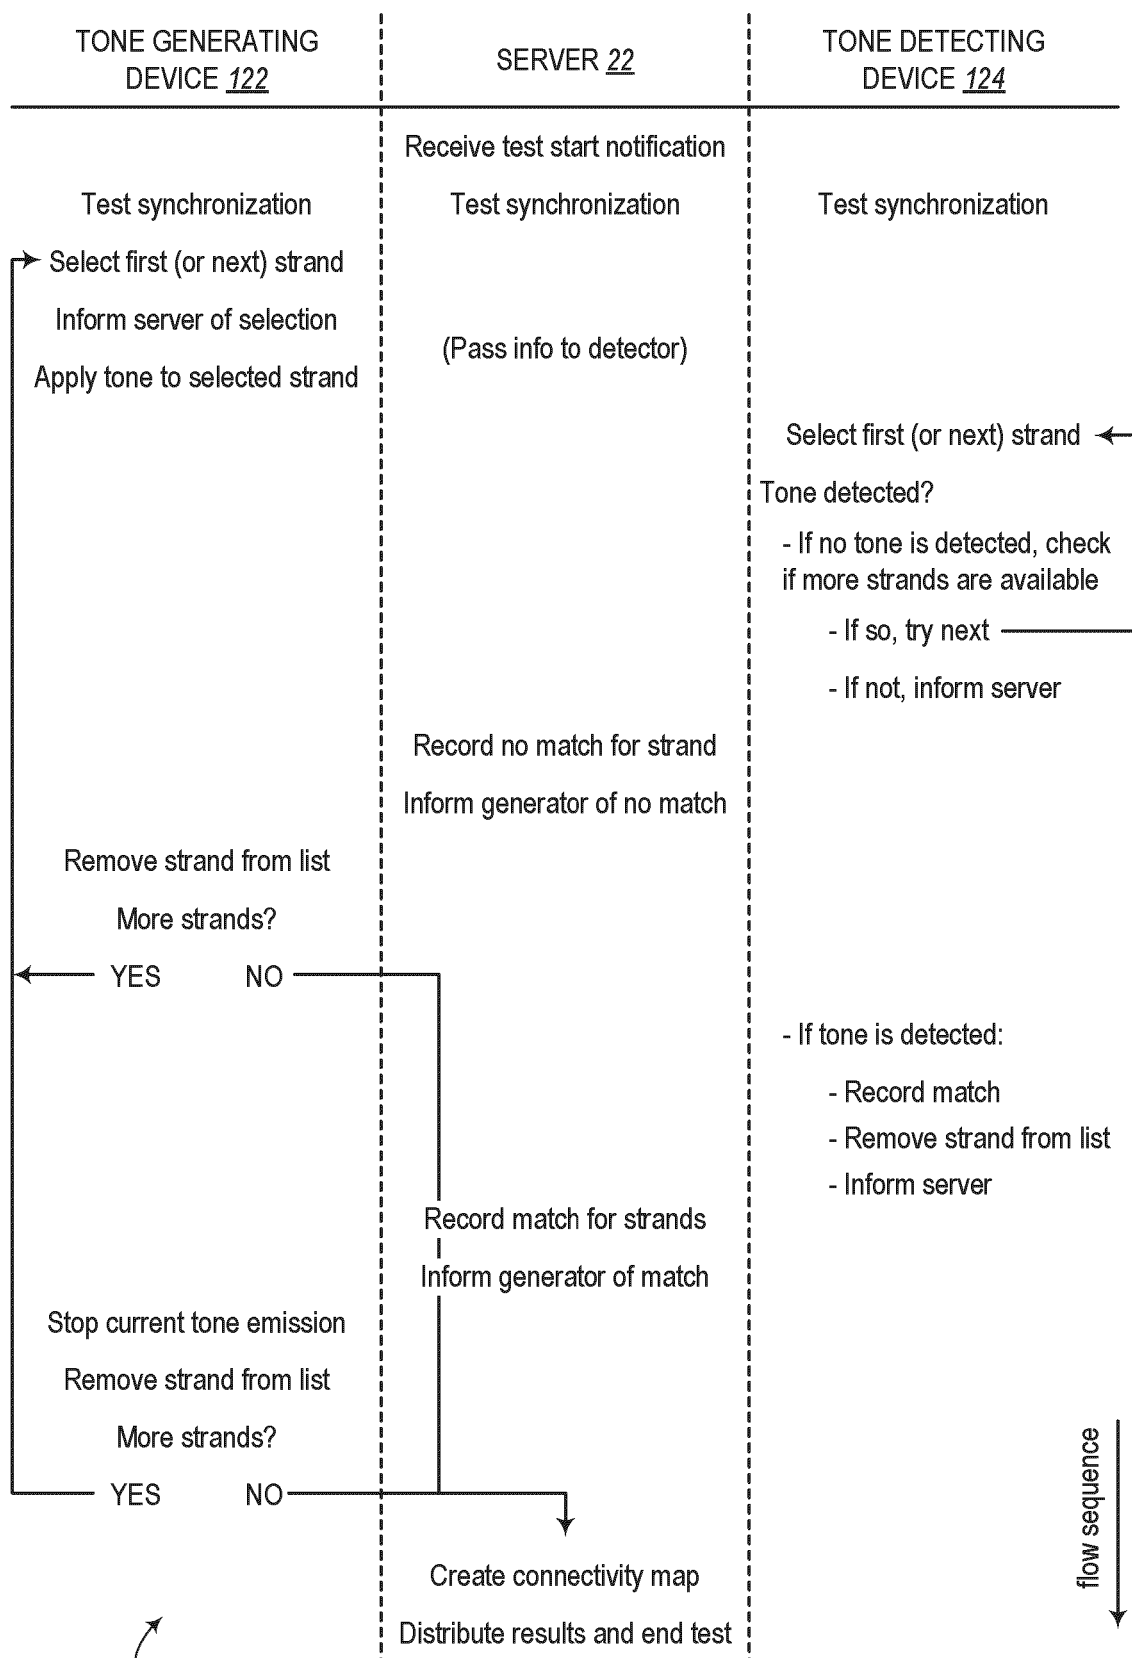 TONE GENERATING
DEVICE 122
SERVER 22
TONE DETECTING
DEVICE 124
Receive test start notification
Test synchronization
Test synchronization
Test synchronization
Select first (or next) strand
Inform server of selection
(Pass info to detector)
Apply tone to selected strand
Select first (or next) strand
Tone detected?
- If no tone is detected, check
if more strands are available
- If so, try next
- If not, inform server
Record no match for strand
Inform generator of no match
Remove strand from list
More strands?
YES
NO
- If tone is detected:
- Record match
- Remove strand from list
- Inform server
Record match for strands
Inform generator of match
Stop current tone emission
Remove strand from list
More strands?
YES
NO
flow sequence
Create connectivity map
Distribute results and end test